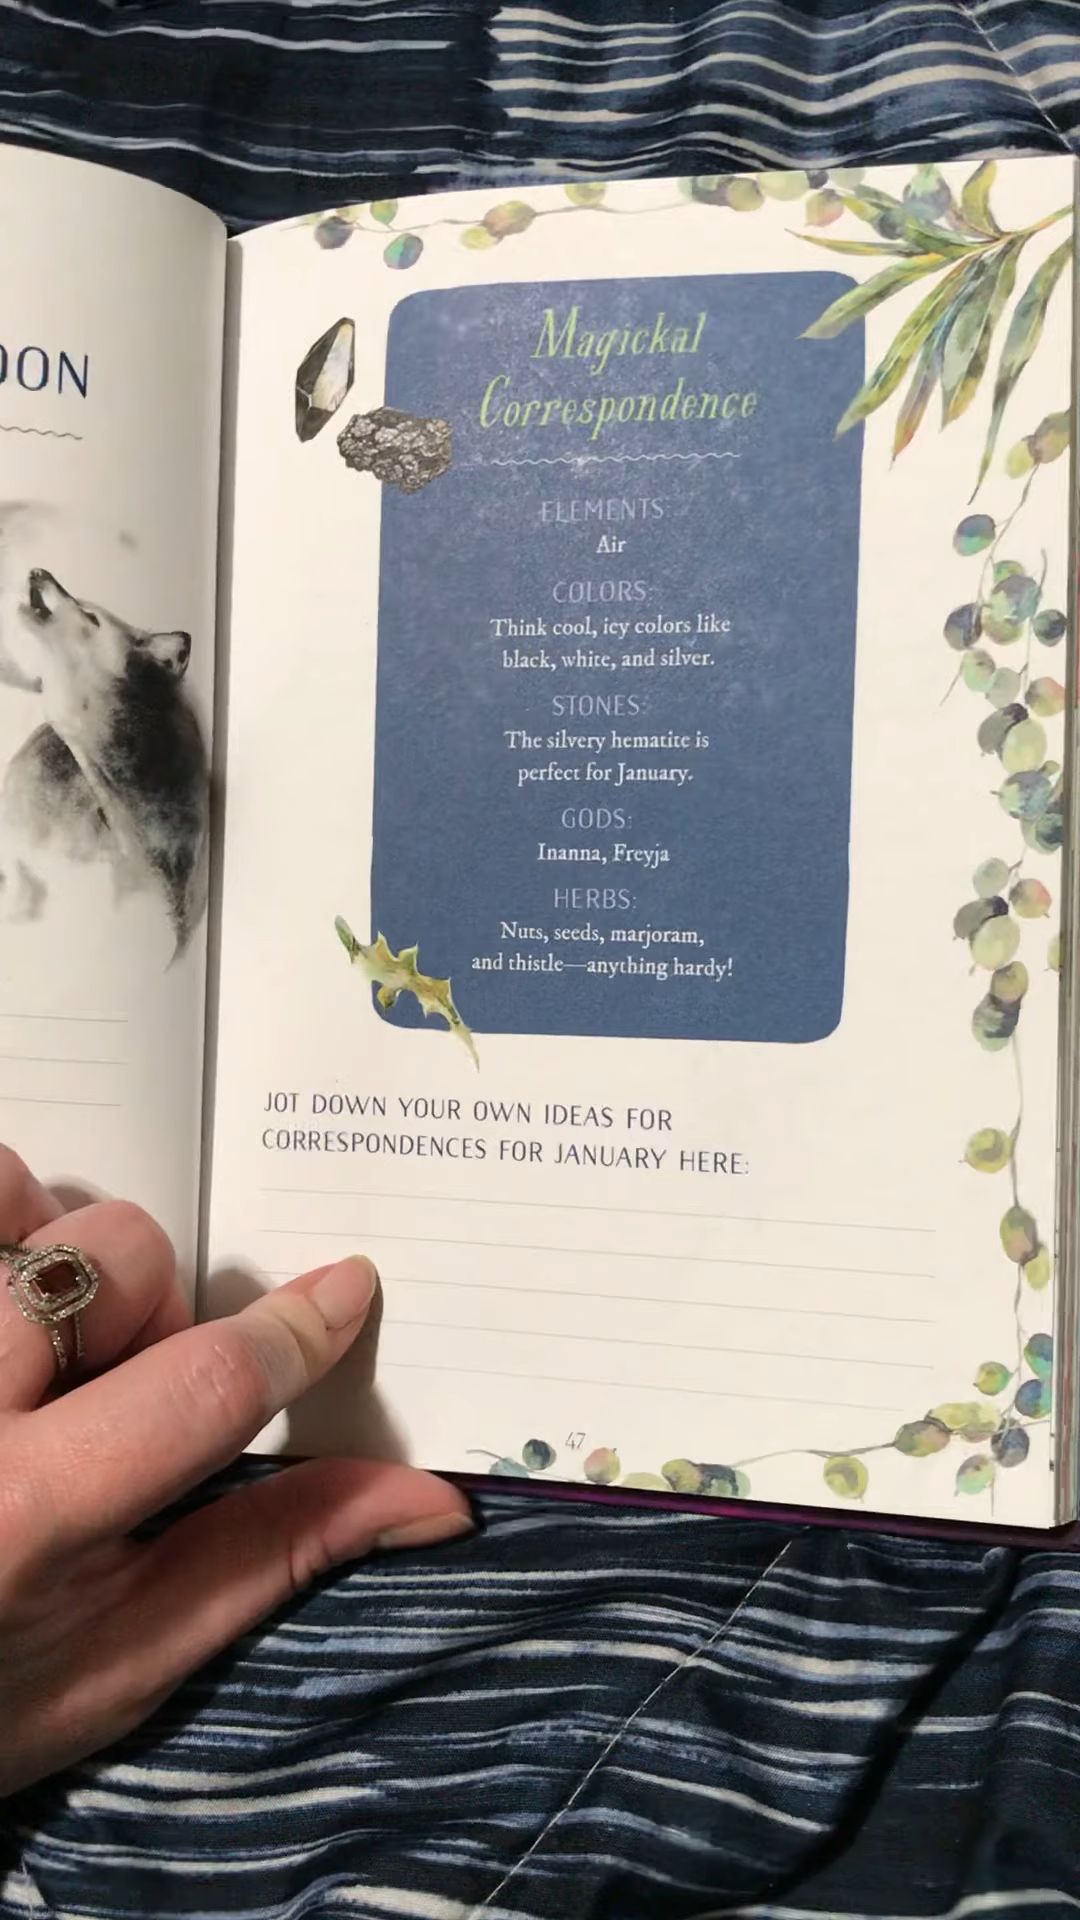 OON
Magickal
Correspondence
ELEMENTS:
Air
COLORS:
Think cool, icy colors like
black, white, and silver.
STONES:
The silvery hematite is
perfect for January.
GODS:
Inanna, Freyja
HERBS:
Nuts, seeds, marjoram,
and thistle—anything hardy!
JOT DOWN YOUR OWN IDEAS FOR
CORRESPONDENCES FOR JANUARY HERE:
47